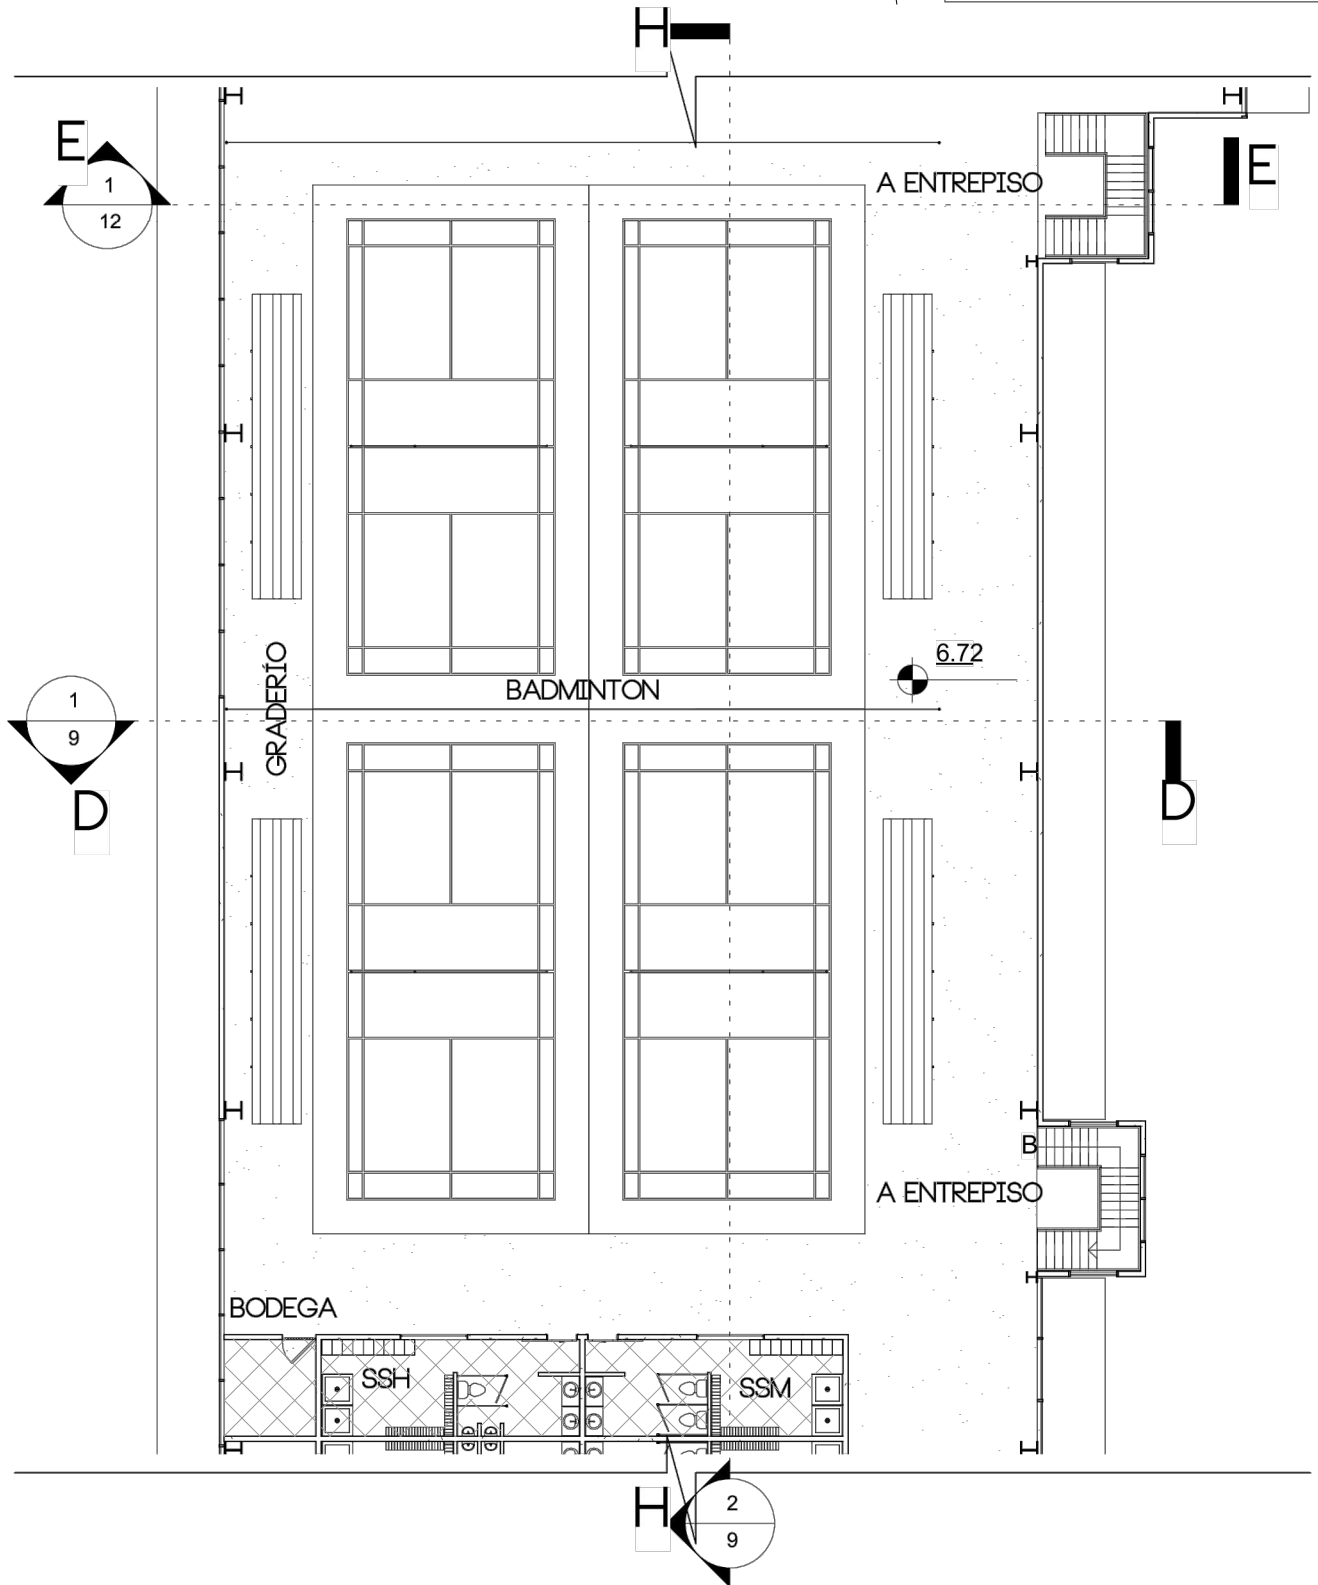 H
E
1
12
A ENTREPISO
E
6.72
GRADERÍO
BADMINTON
1
9
D
D
B
A ENTREPISO
BODEGA
SSH
SSM
H
2
9